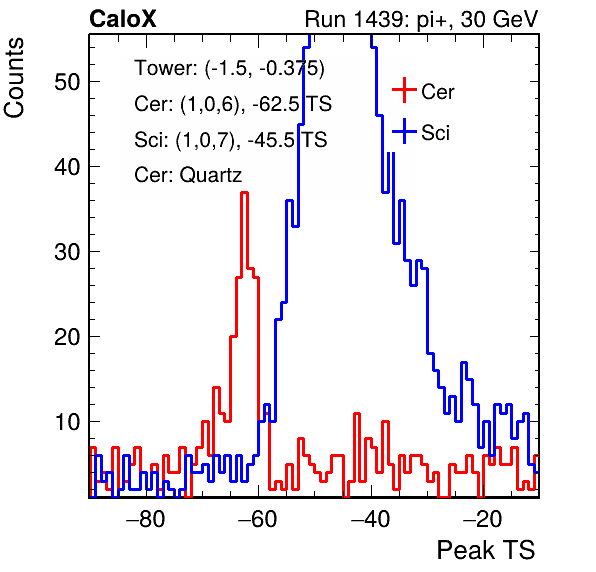 CaloX Run 1439: pi+, 30 GeV
Counts
Tower: (-1.5, -0.375)
Cer: (1,0,6), -62.5 TS
Sci: (1,0,7), -45.5 TS
Cer: Quartz
Cer
Sci
50
40
30
20
10
−80 −60 −40 −20
Peak TS